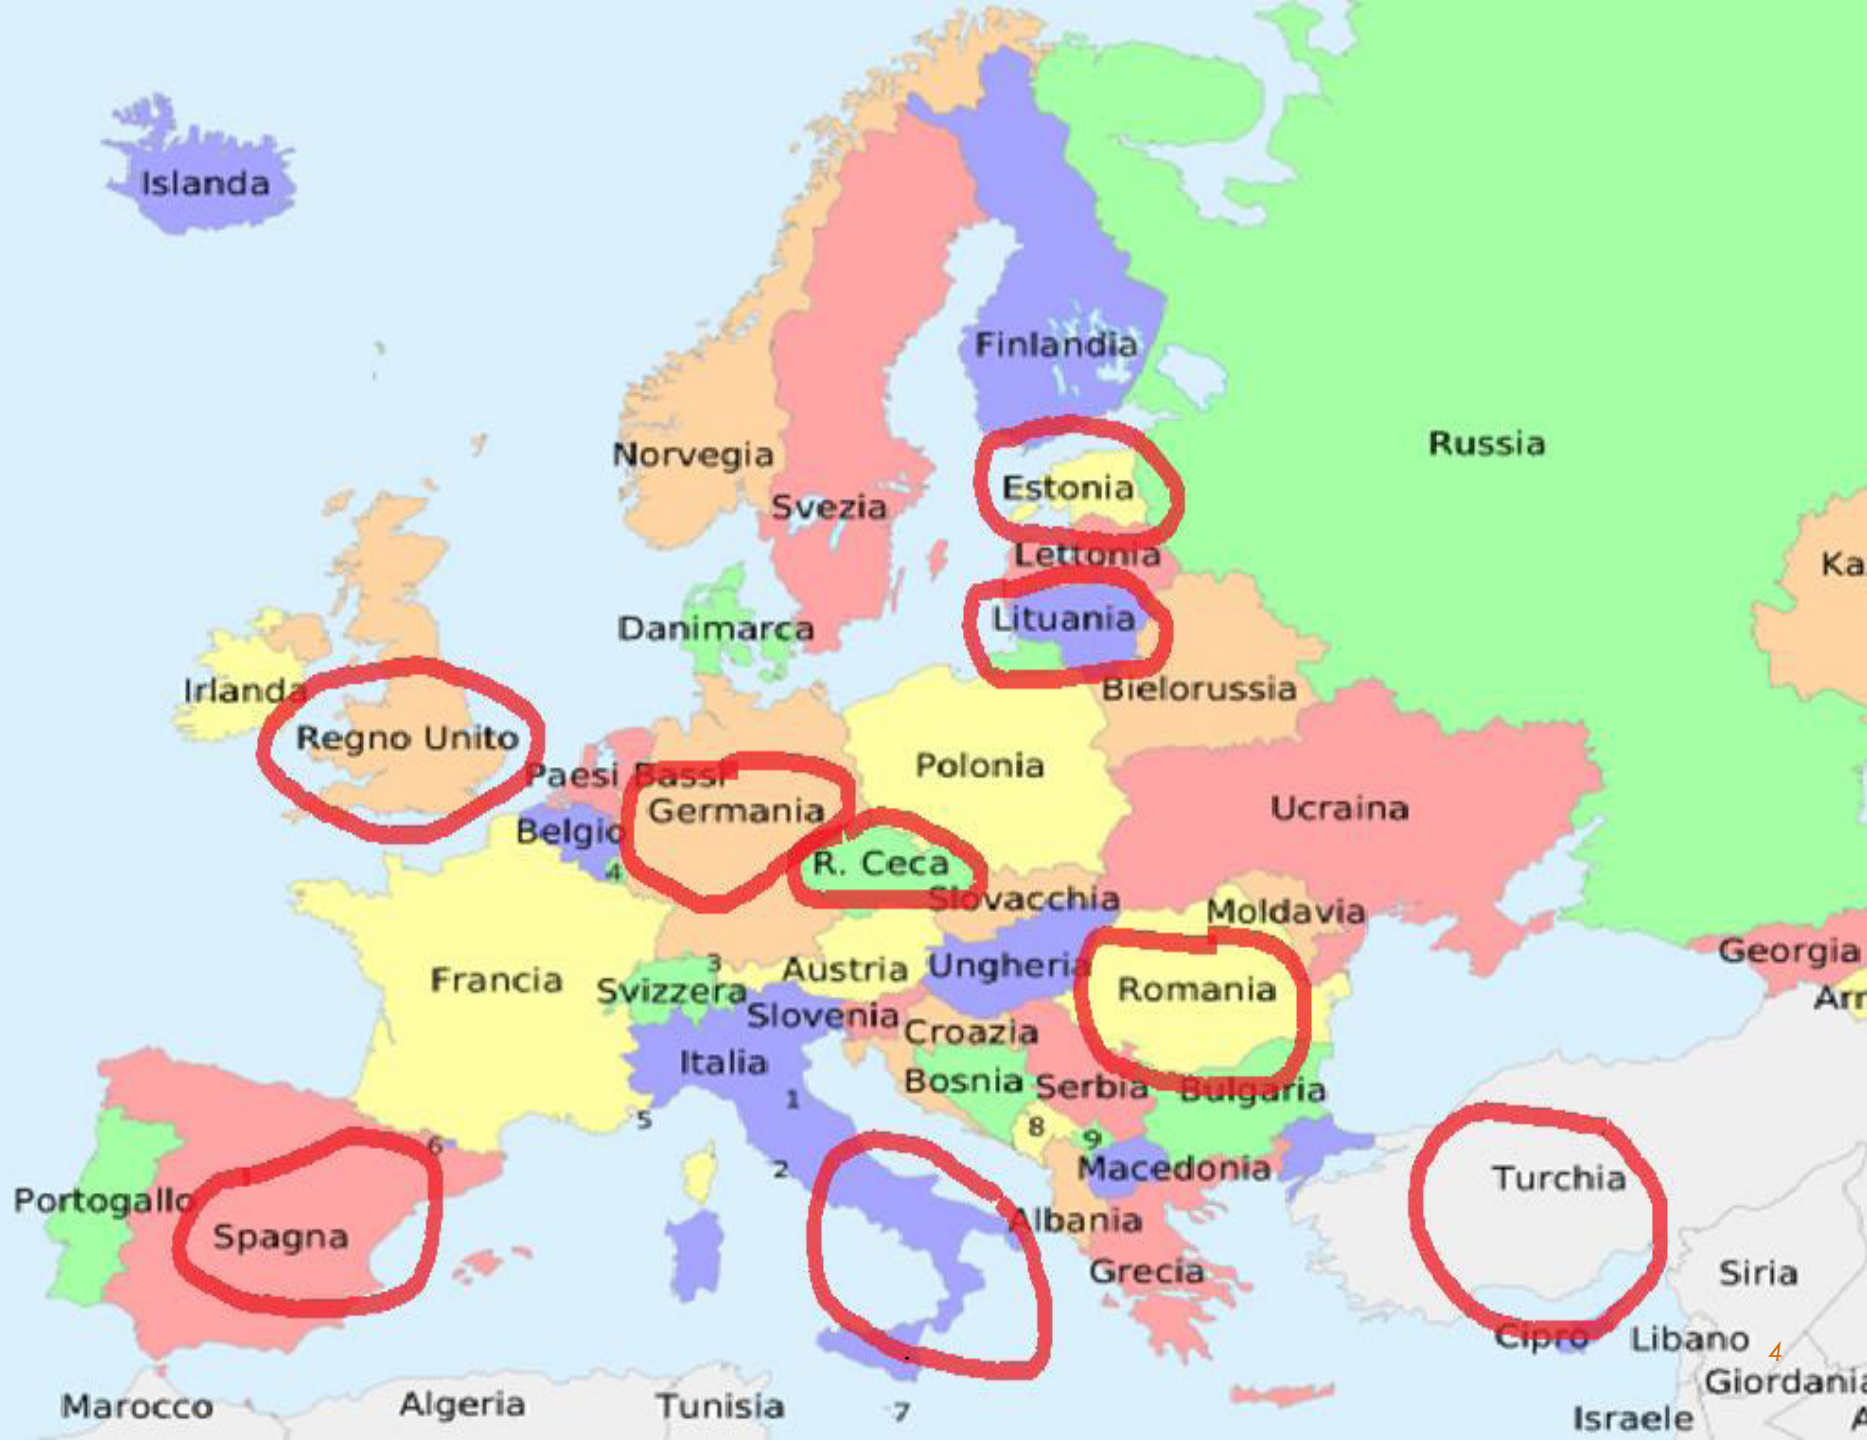 Islanda
Finlandia
Russia
Norvegia
Estonia
Svezia
Lettonia
Ka
Lituania
Danimarca
Irlanda
Bielorussia
Regno Unito
Polonia
Paesi Bassi
Germania
Ucraina
Belgio
R. Ceca
4
Slovacchia
Moldavia
Georgia
3
Austria
Ungheria
Francia
Svizzera
Romania
Arr
Slovenia
Croazia
Italia
Bosnia
Serbia
Bulgaria
1
5
8
9
6
2
Macedonia
Turchia
Portogallo
Albania
Spagna
Grecia
Siria
Cipro
Libano
4
Giordania
Marocco
Algeria
Tunisia
7
Israele
A